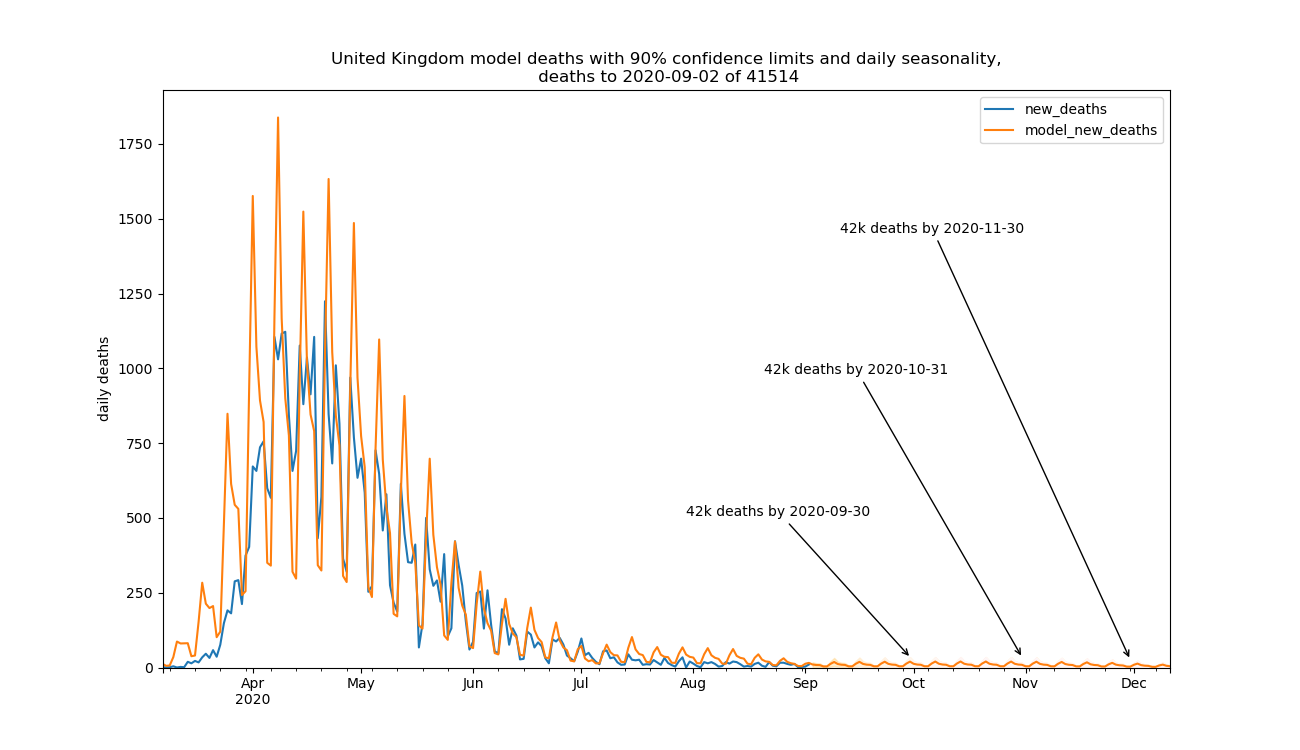 United Kingdom model deaths with 90% confidence limits and daily seasonality,
deaths to 2020-09-02 of 41514
new_deaths
model_new_deaths
1750
1500
1250
1000
750
500
250
0
daily deaths
42k deaths by 2020-11-30
42k deaths by 2020-10-31
42k deaths by 2020-09-30
Apr May Jun Jul Aug Sep Oct Nov Dec
2020